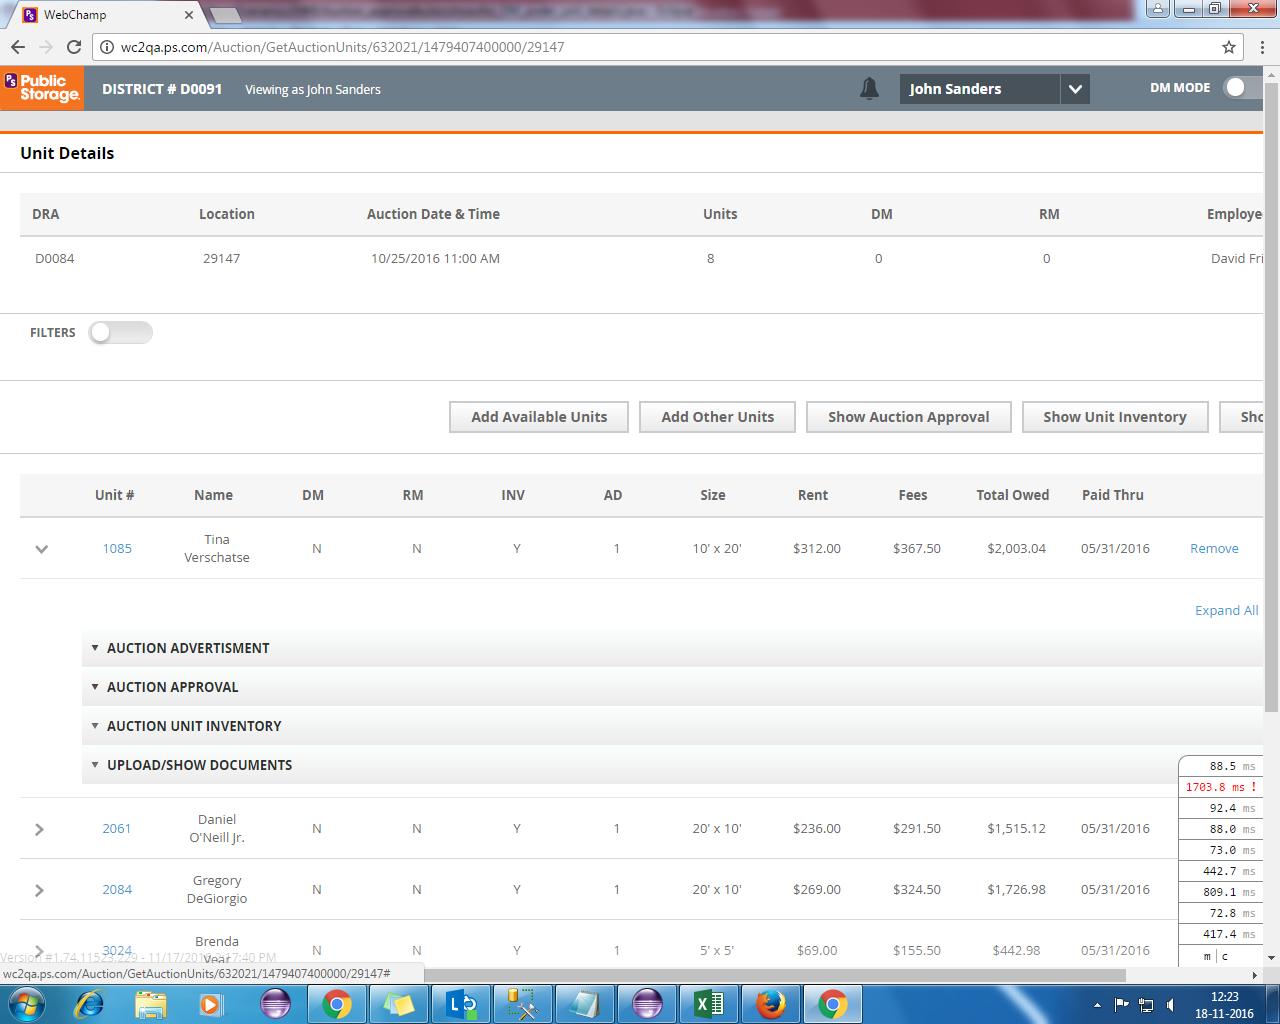 WebChamp
wc2qa.ps.com/Auction/GetAuctionUnits/632021/1479407400000/29147
PS Public Storage.
DISTRICT # D0091 Viewing as John Sanders John Sanders DM MODE
Unit Details
DRA Location Auction Date & Time Units DM RM Employe
D0084 29147 10/25/2016 11:00 AM 8 0 0 David Fri
FILTERS
Add Available Units Add Other Units Show Auction Approval Show Unit Inventory Sho
Unit # Name DM RM INV AD Size Rent Fees Total Owed Paid Thru
1085 Tina Verschatse N N Y 1 10' x 20' $312.00 $367.50 $2,003.04 05/31/2016 Remove
Expand All
AUCTION ADVERTISMENT
AUCTION APPROVAL
AUCTION UNIT INVENTORY
UPLOAD/SHOW DOCUMENTS
88.5 ms
1703.8 ms !
92.4 ms
88.0 ms
73.0 ms
442.7 ms
809.1 ms
72.8 ms
417.4 ms
m | c
2061 Daniel O'Neill Jr. N N Y 1 20' x 10' $236.00 $291.50 $1,515.12 05/31/2016
2084 Gregory DeGiorgio N N Y 1 20' x 10' $269.00 $324.50 $1,726.98 05/31/2016
3024 Brenda N N Y 1 5' x 5' $69.00 $155.50 $442.98 05/31/2016
Version #1.74.11523.229 - 11/17/2016 40 PM
wc2qa.ps.com/Auction/GetAuctionUnits/632021/1479407400000/29147#
12:23
18-11-2016